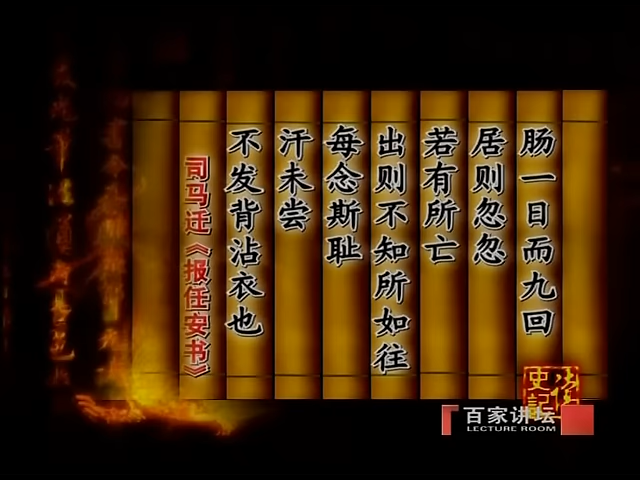 肠一日而九回
居则忽忽
若有所亡
出则不知所如往
每念斯耻
汗未尝
不发背沾衣也
司马迁《报任安书》
史记
百家讲坛
LECTURE ROOM